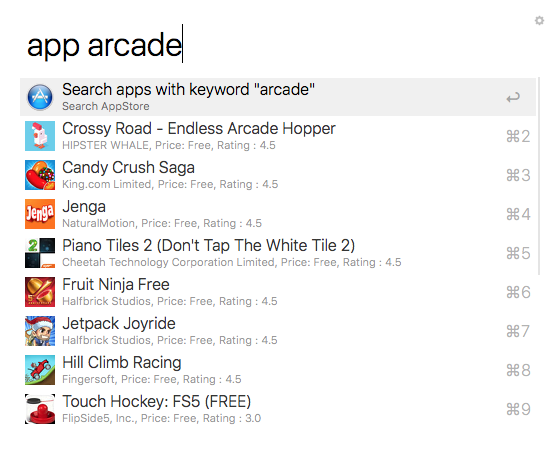 app arcade
Search apps with keyword "arcade"
Search AppStore
↩
Crossy Road - Endless Arcade Hopper
HIPSTER WHALE, Price: Free, Rating : 4.5
⌘2
Candy Crush Saga
King.com Limited, Price: Free, Rating : 4.5
⌘3
Jenga
Jenga
NaturalMotion, Price: Free, Rating : 4.5
⌘4
2
Piano Tiles 2 (Don't Tap The White Tile 2)
Cheetah Technology Corporation Limited, Price: Free, Rating : 4.5
⌘5
Fruit Ninja Free
Halfbrick Studios, Price: Free, Rating : 4.5
⌘6
Jetpack Joyride
Halfbrick Studios, Price: Free, Rating : 4.5
⌘7
Hill Climb Racing
Fingersoft, Price: Free, Rating : 4.5
⌘8
Touch Hockey: FS5 (FREE)
FlipSide5, Inc., Price: Free, Rating : 3.0
⌘9